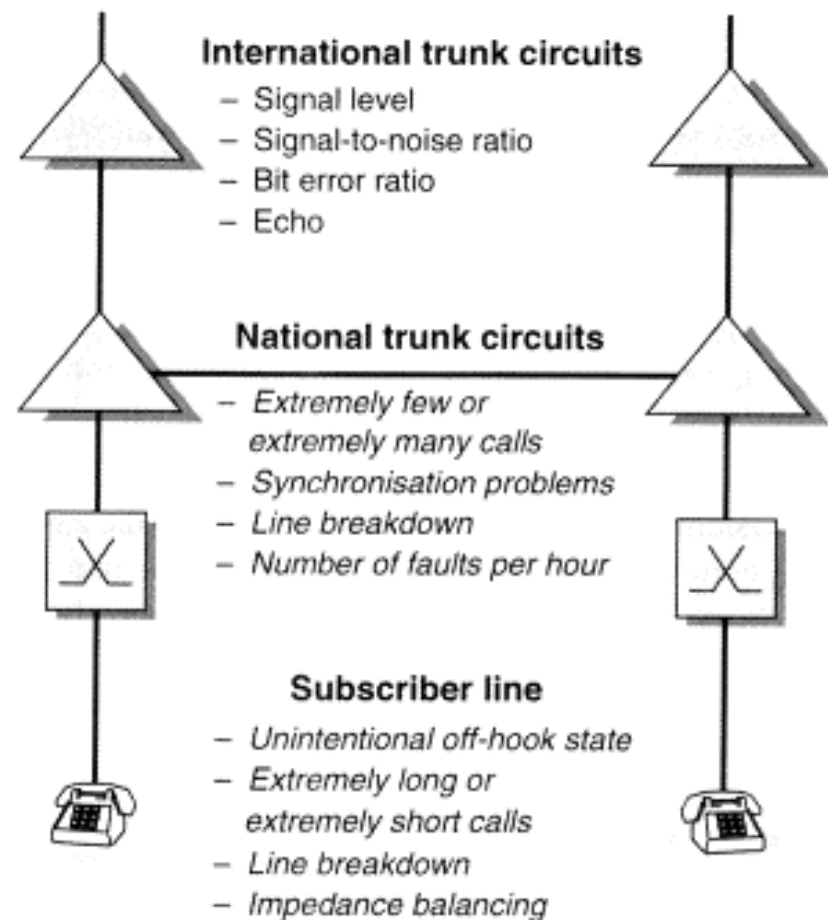 International trunk circuits
– Signal level
– Signal-to-noise ratio
– Bit error ratio
– Echo
National trunk circuits
– Extremely few or
extremely many calls
– Synchronisation problems
– Line breakdown
– Number of faults per hour
Subscriber line
– Unintentional off-hook state
– Extremely long or
extremely short calls
– Line breakdown
– Impedance balancing